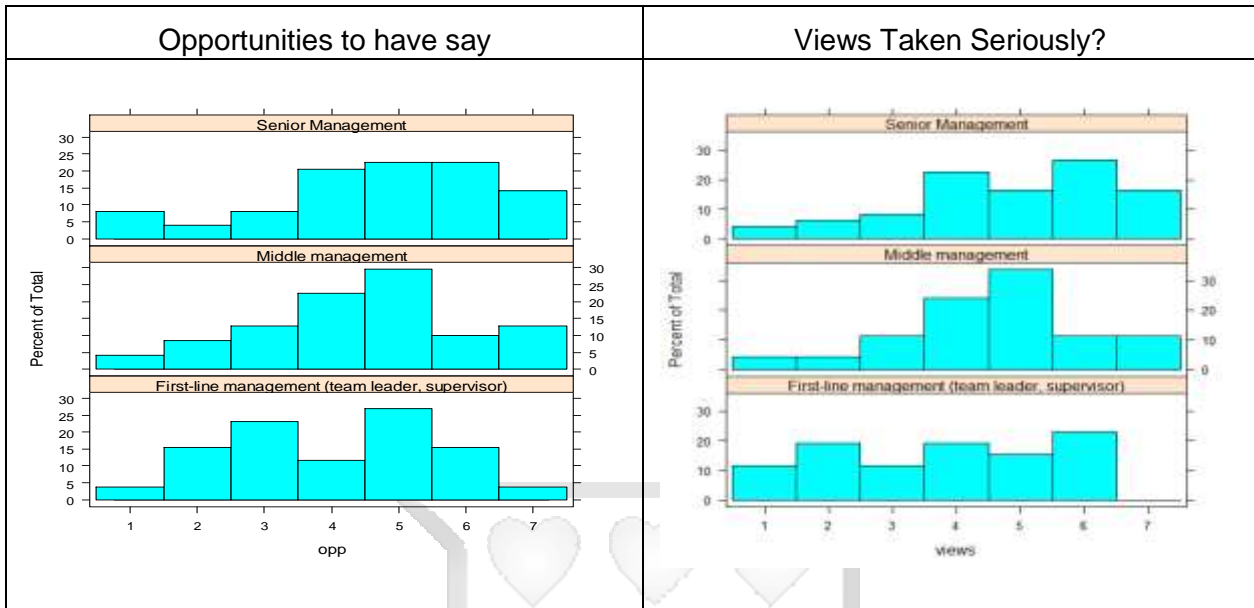 Opportunities to have say
Views Taken Seriously?
Senior Management
30
25
20
15
10
5
0
Middle management
30
25
20
15
10
5
0
First-line management (team leader, supervisor)
30
25
20
15
10
5
0
Percent of Total
1 2 3 4 5 6 7
opp
Senior Management
30
20
10
0
Middle management
30
20
10
0
First-line management (team leader, supervisor)
30
20
10
0
Percent of Total
1 2 3 4 5 6 7
views